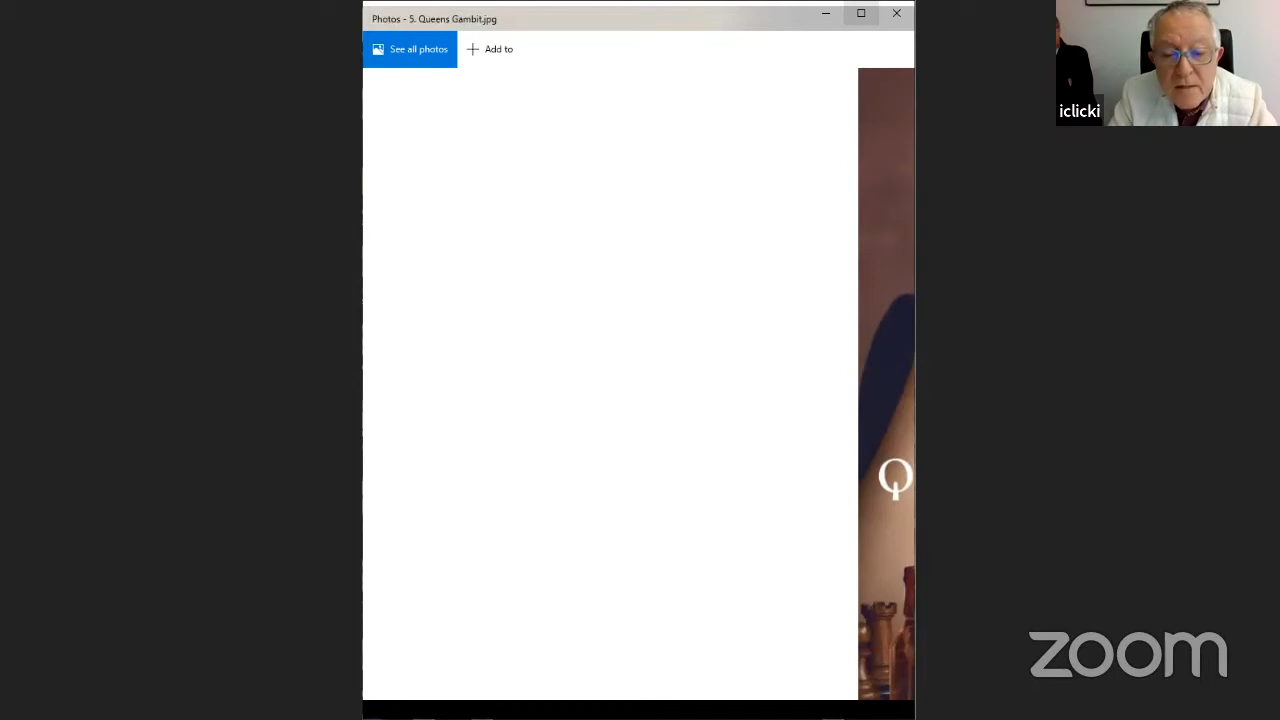 Photos - 5. Queens Gambit.jpg
See all photos
Add to
iclicki
Q
zoom